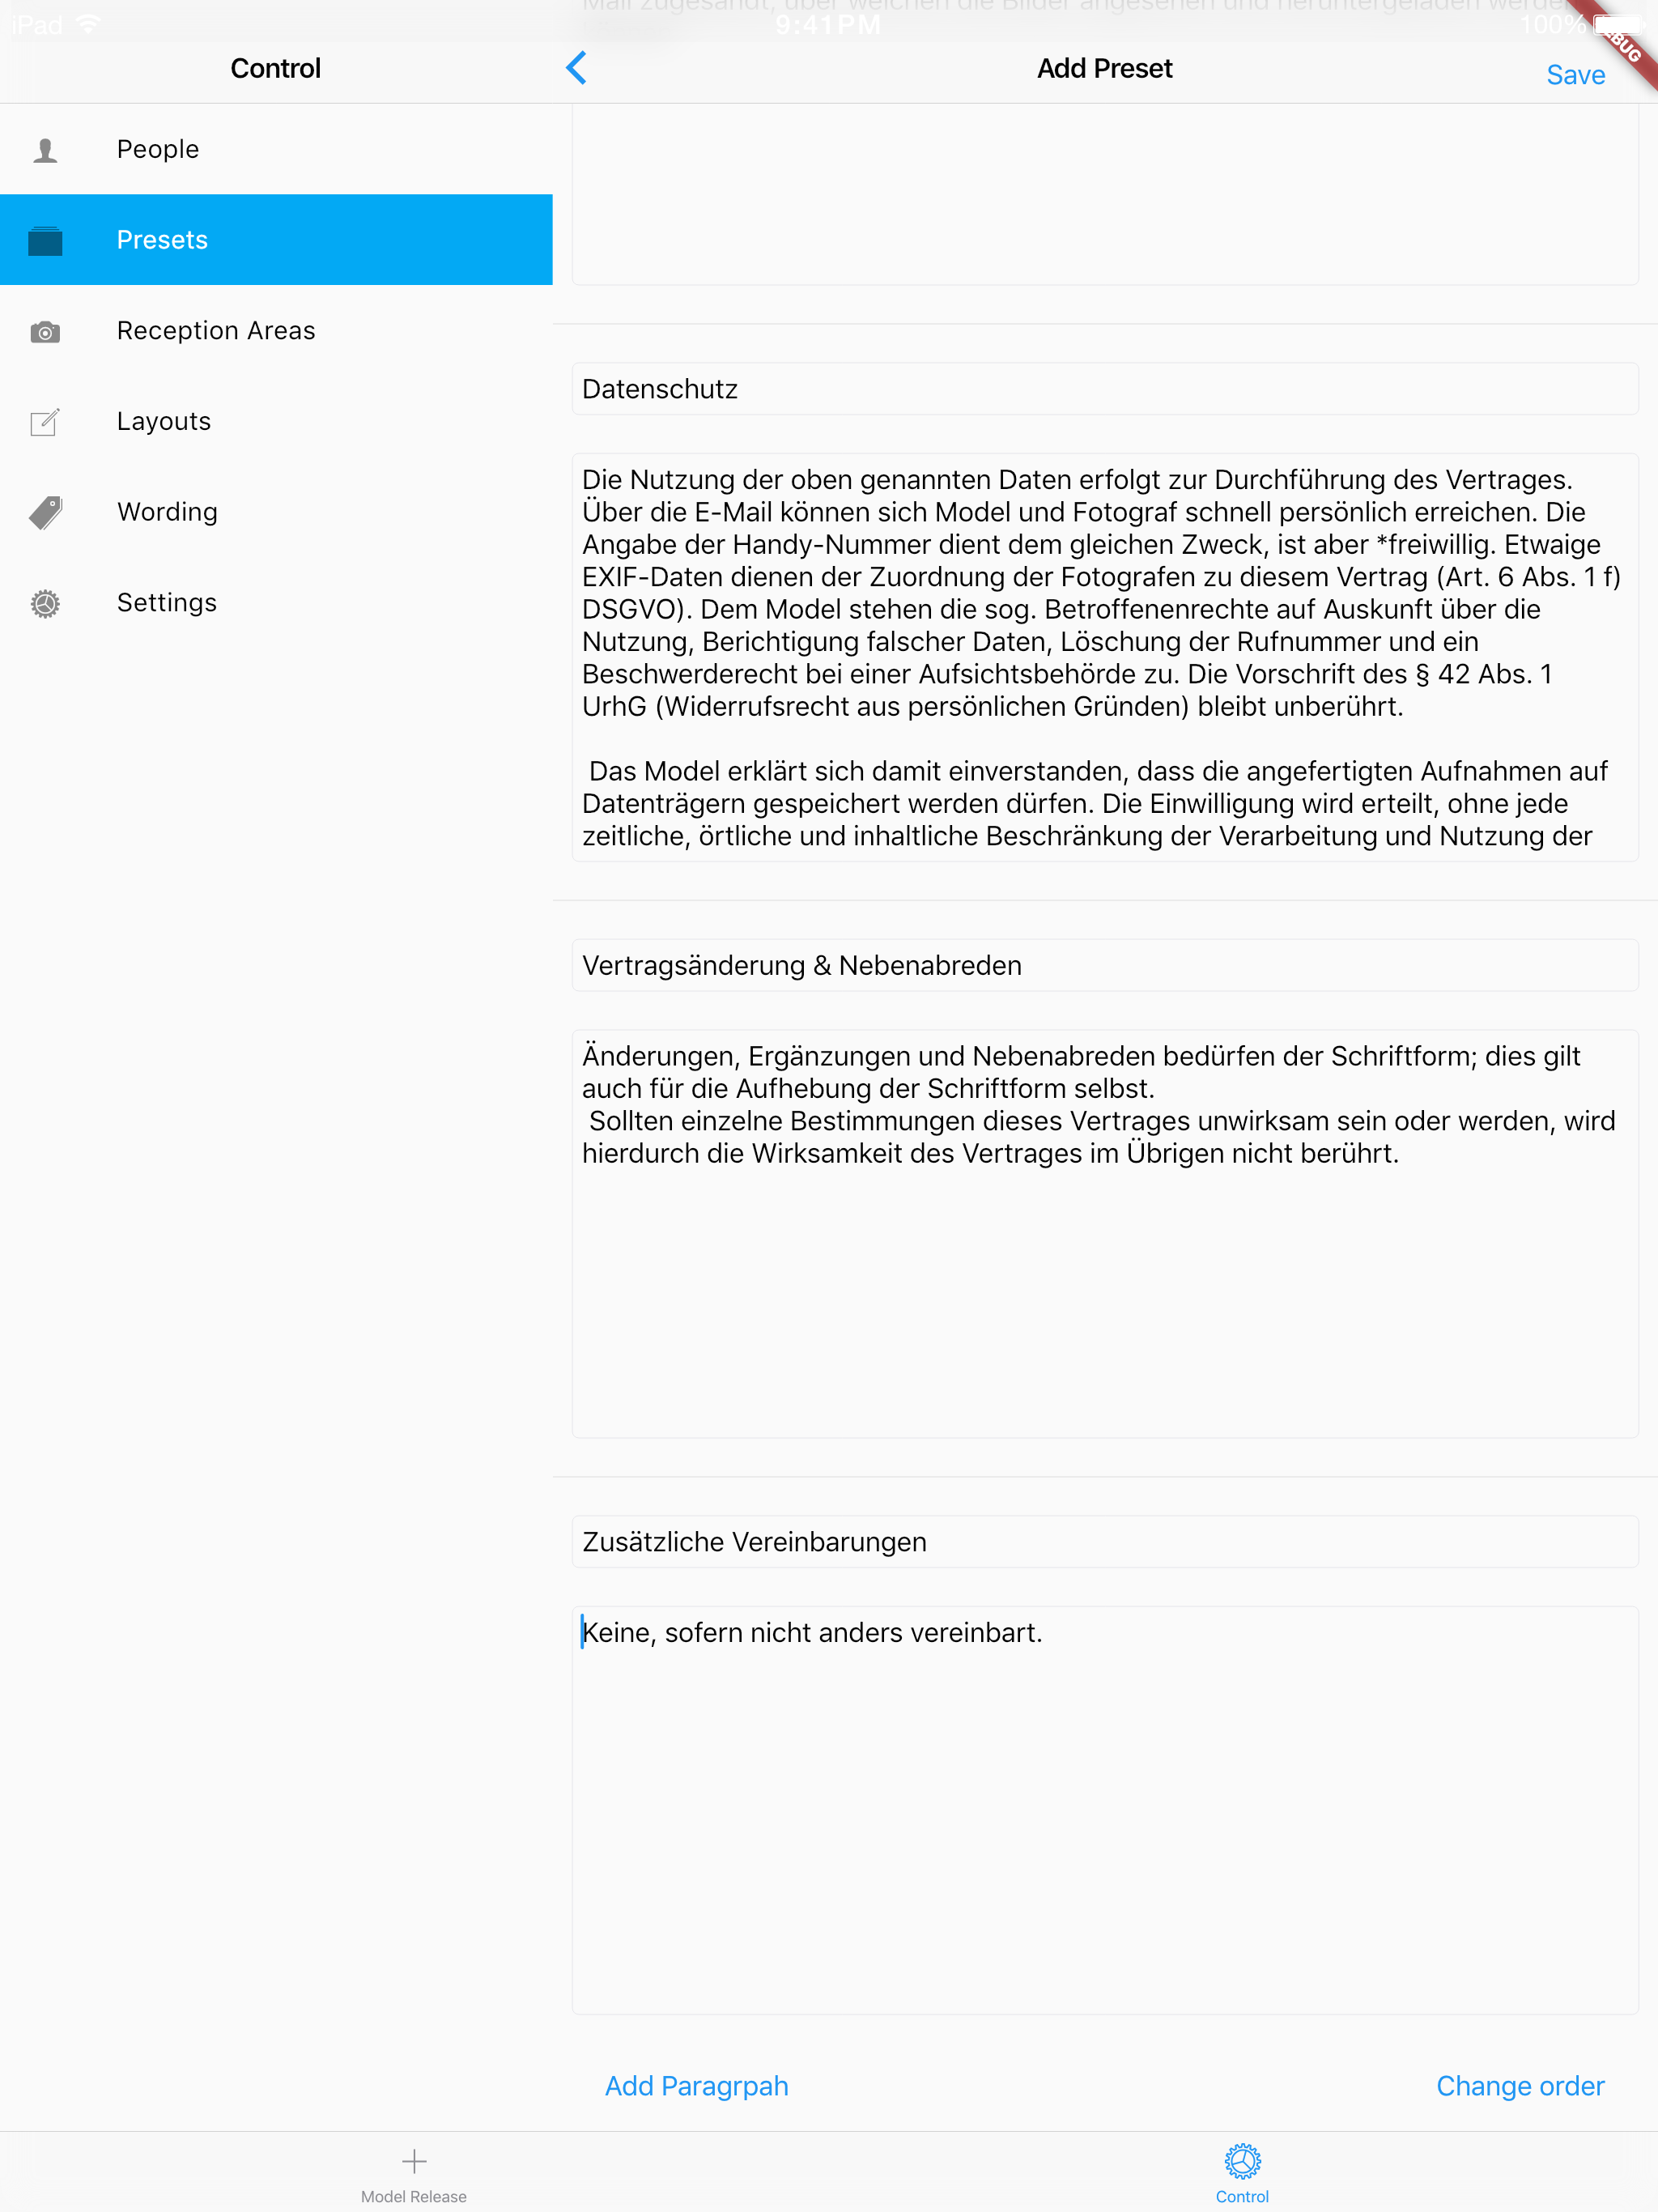 Mail zugesandt, über welchen die Bilder angesehen und heruntergeladen werde
iPad
9:41 PM
100%
BUG
Control
Add Preset
Save
People
Presets
Reception Areas
Layouts
Wording
Settings
Datenschutz
Die Nutzung der oben genannten Daten erfolgt zur Durchführung des Vertrages.
Über die E-Mail können sich Model und Fotograf schnell persönlich erreichen. Die
Angabe der Handy-Nummer dient dem gleichen Zweck, ist aber *freiwillig. Etwaige
EXIF-Daten dienen der Zuordnung der Fotografen zu diesem Vertrag (Art. 6 Abs. 1 f)
DSGVO). Dem Model stehen die sog. Betroffenenrechte auf Auskunft über die
Nutzung, Berichtigung falscher Daten, Löschung der Rufnummer und ein
Beschwerderecht bei einer Aufsichtsbehörde zu. Die Vorschrift des § 42 Abs. 1
UrhG (Widerrufsrecht aus persönlichen Gründen) bleibt unberührt.
Das Model erklärt sich damit einverstanden, dass die angefertigten Aufnahmen auf
Datenträgern gespeichert werden dürfen. Die Einwilligung wird erteilt, ohne jede
zeitliche, örtliche und inhaltliche Beschränkung der Verarbeitung und Nutzung der
Vertragsänderung & Nebenabreden
Änderungen, Ergänzungen und Nebenabreden bedürfen der Schriftform; dies gilt
auch für die Aufhebung der Schriftform selbst.
Sollten einzelne Bestimmungen dieses Vertrages unwirksam sein oder werden, wird
hierdurch die Wirksamkeit des Vertrages im Übrigen nicht berührt.
Zusätzliche Vereinbarungen
Keine, sofern nicht anders vereinbart.
Add Paragrpah
Change order
Model Release
Control